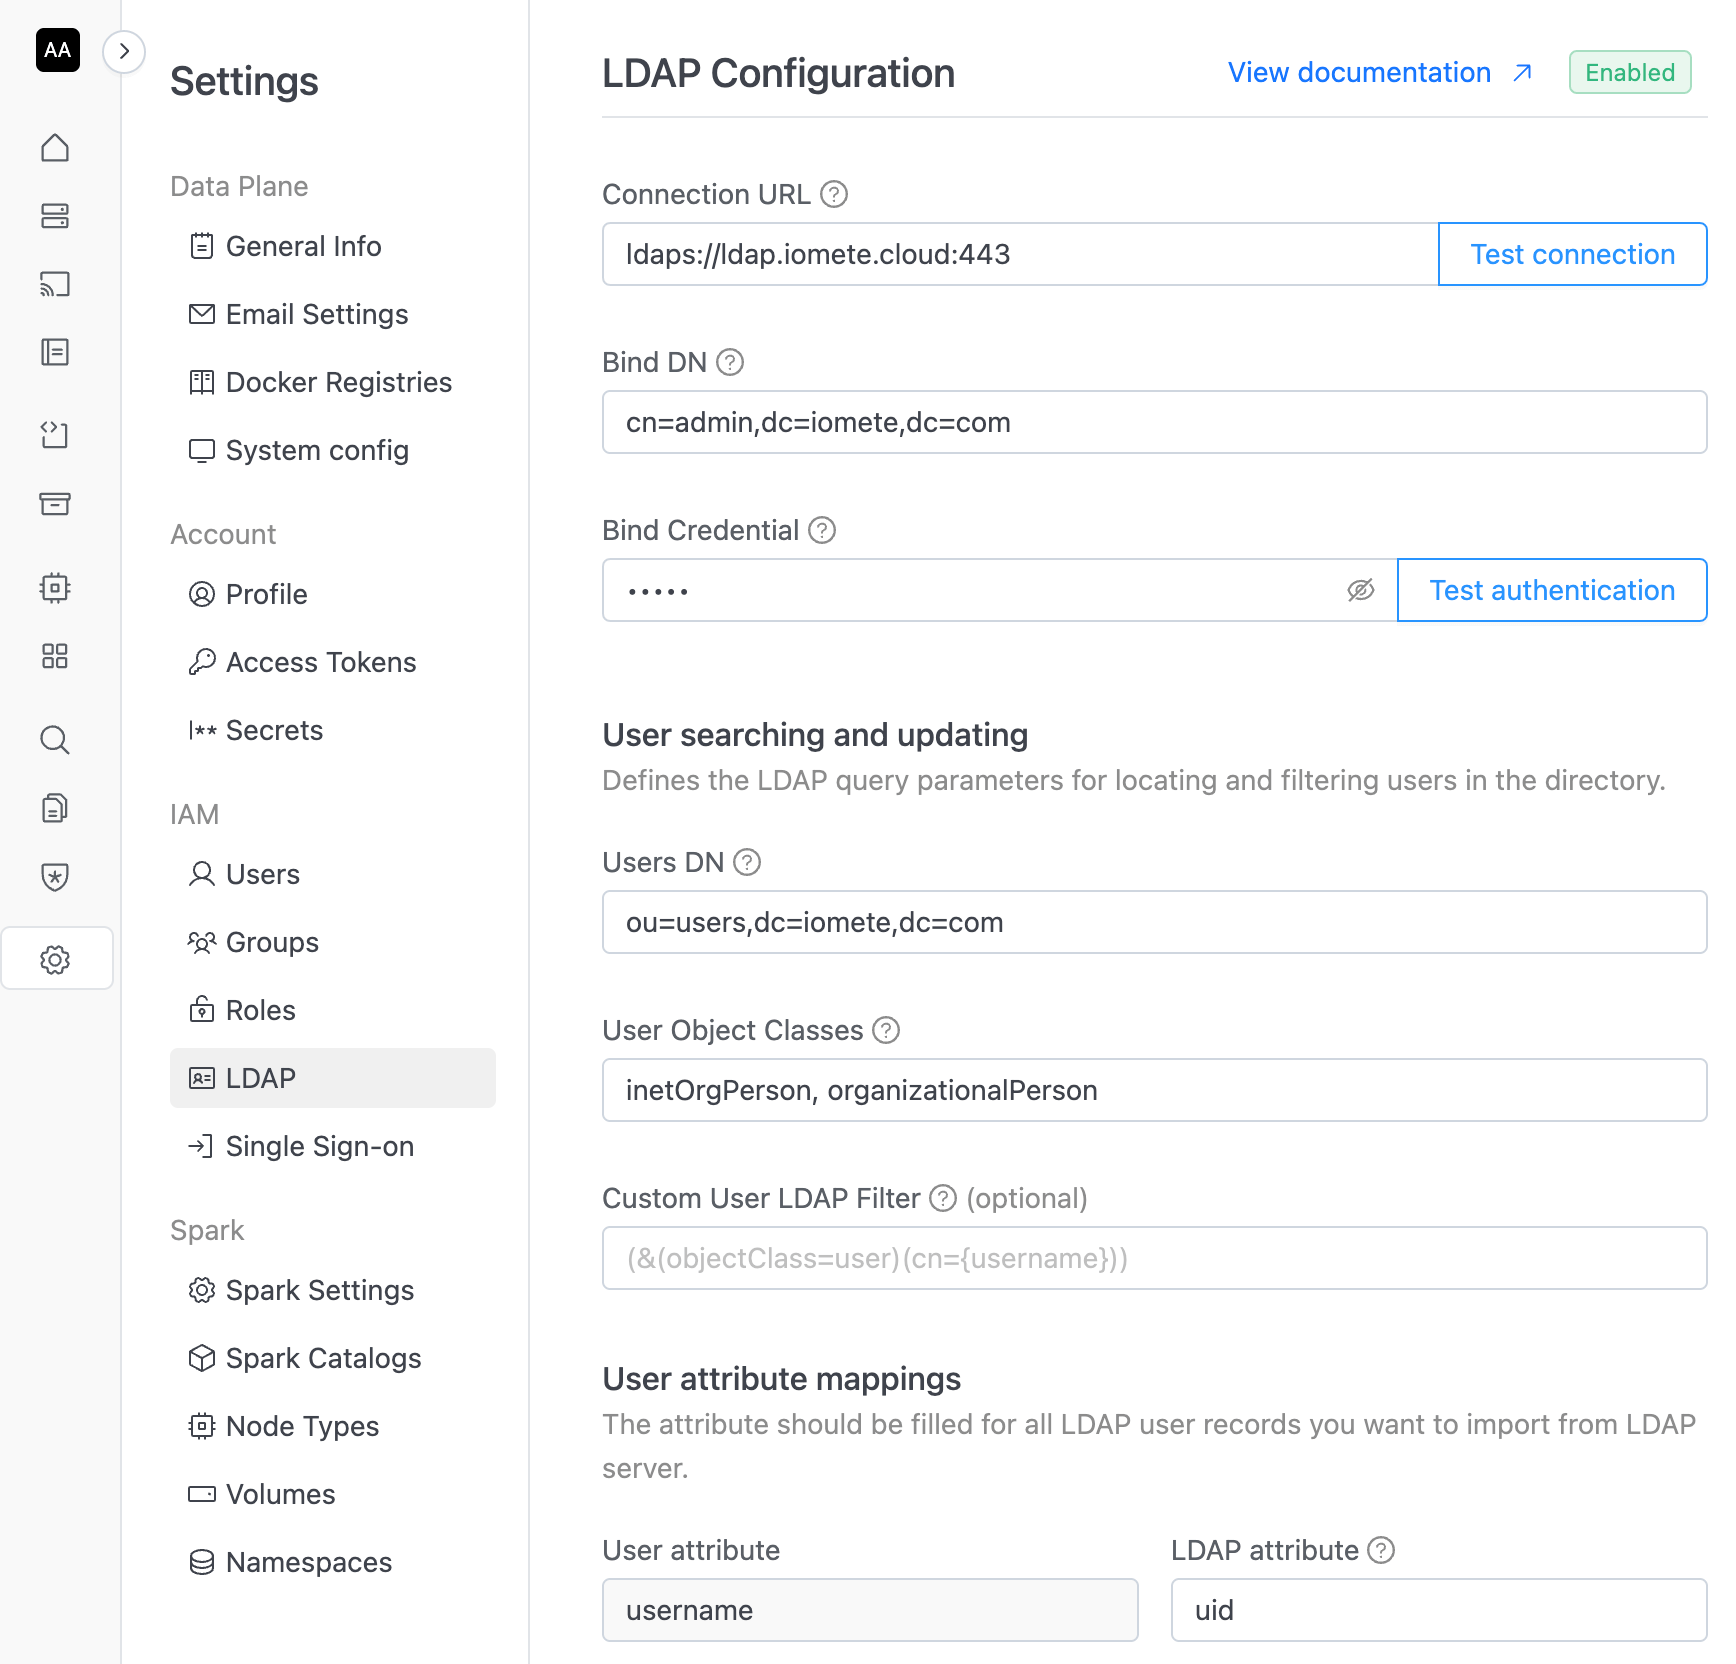 AA
Settings
Data Plane
General Info
Email Settings
Docker Registries
System config
Account
Profile
Access Tokens
Secrets
IAM
Users
Groups
Roles
LDAP
Single Sign-on
Spark
Spark Settings
Spark Catalogs
Node Types
Volumes
Namespaces
LDAP Configuration
View documentation
Enabled
Connection URL
ldaps://ldap.iomete.cloud:443
Test connection
Bind DN
cn=admin,dc=iomete,dc=com
Bind Credential
•••••
Test authentication
User searching and updating
Defines the LDAP query parameters for locating and filtering users in the directory.
Users DN
ou=users,dc=iomete,dc=com
User Object Classes
inetOrgPerson, organizationalPerson
Custom User LDAP Filter (optional)
(&(objectClass=user)(cn={username}))
User attribute mappings
The attribute should be filled for all LDAP user records you want to import from LDAP
server.
User attribute
LDAP attribute
username
uid